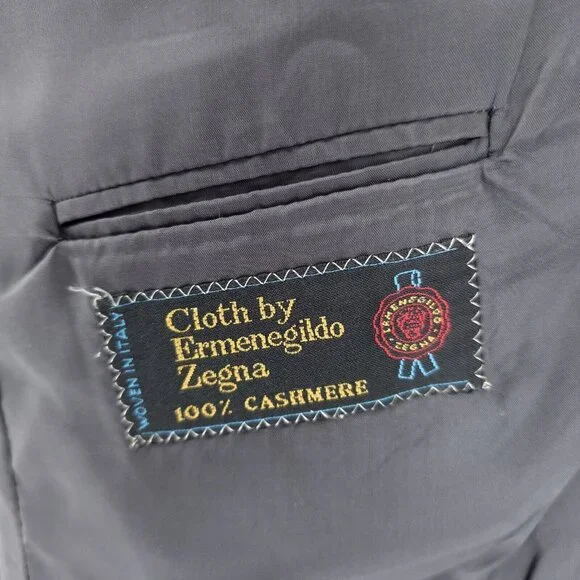 WOVEN IN ITALY
Cloth by
Ermenegildo
Zegna
100% CASHMERE
ERMENEGILDO
ZEGNA